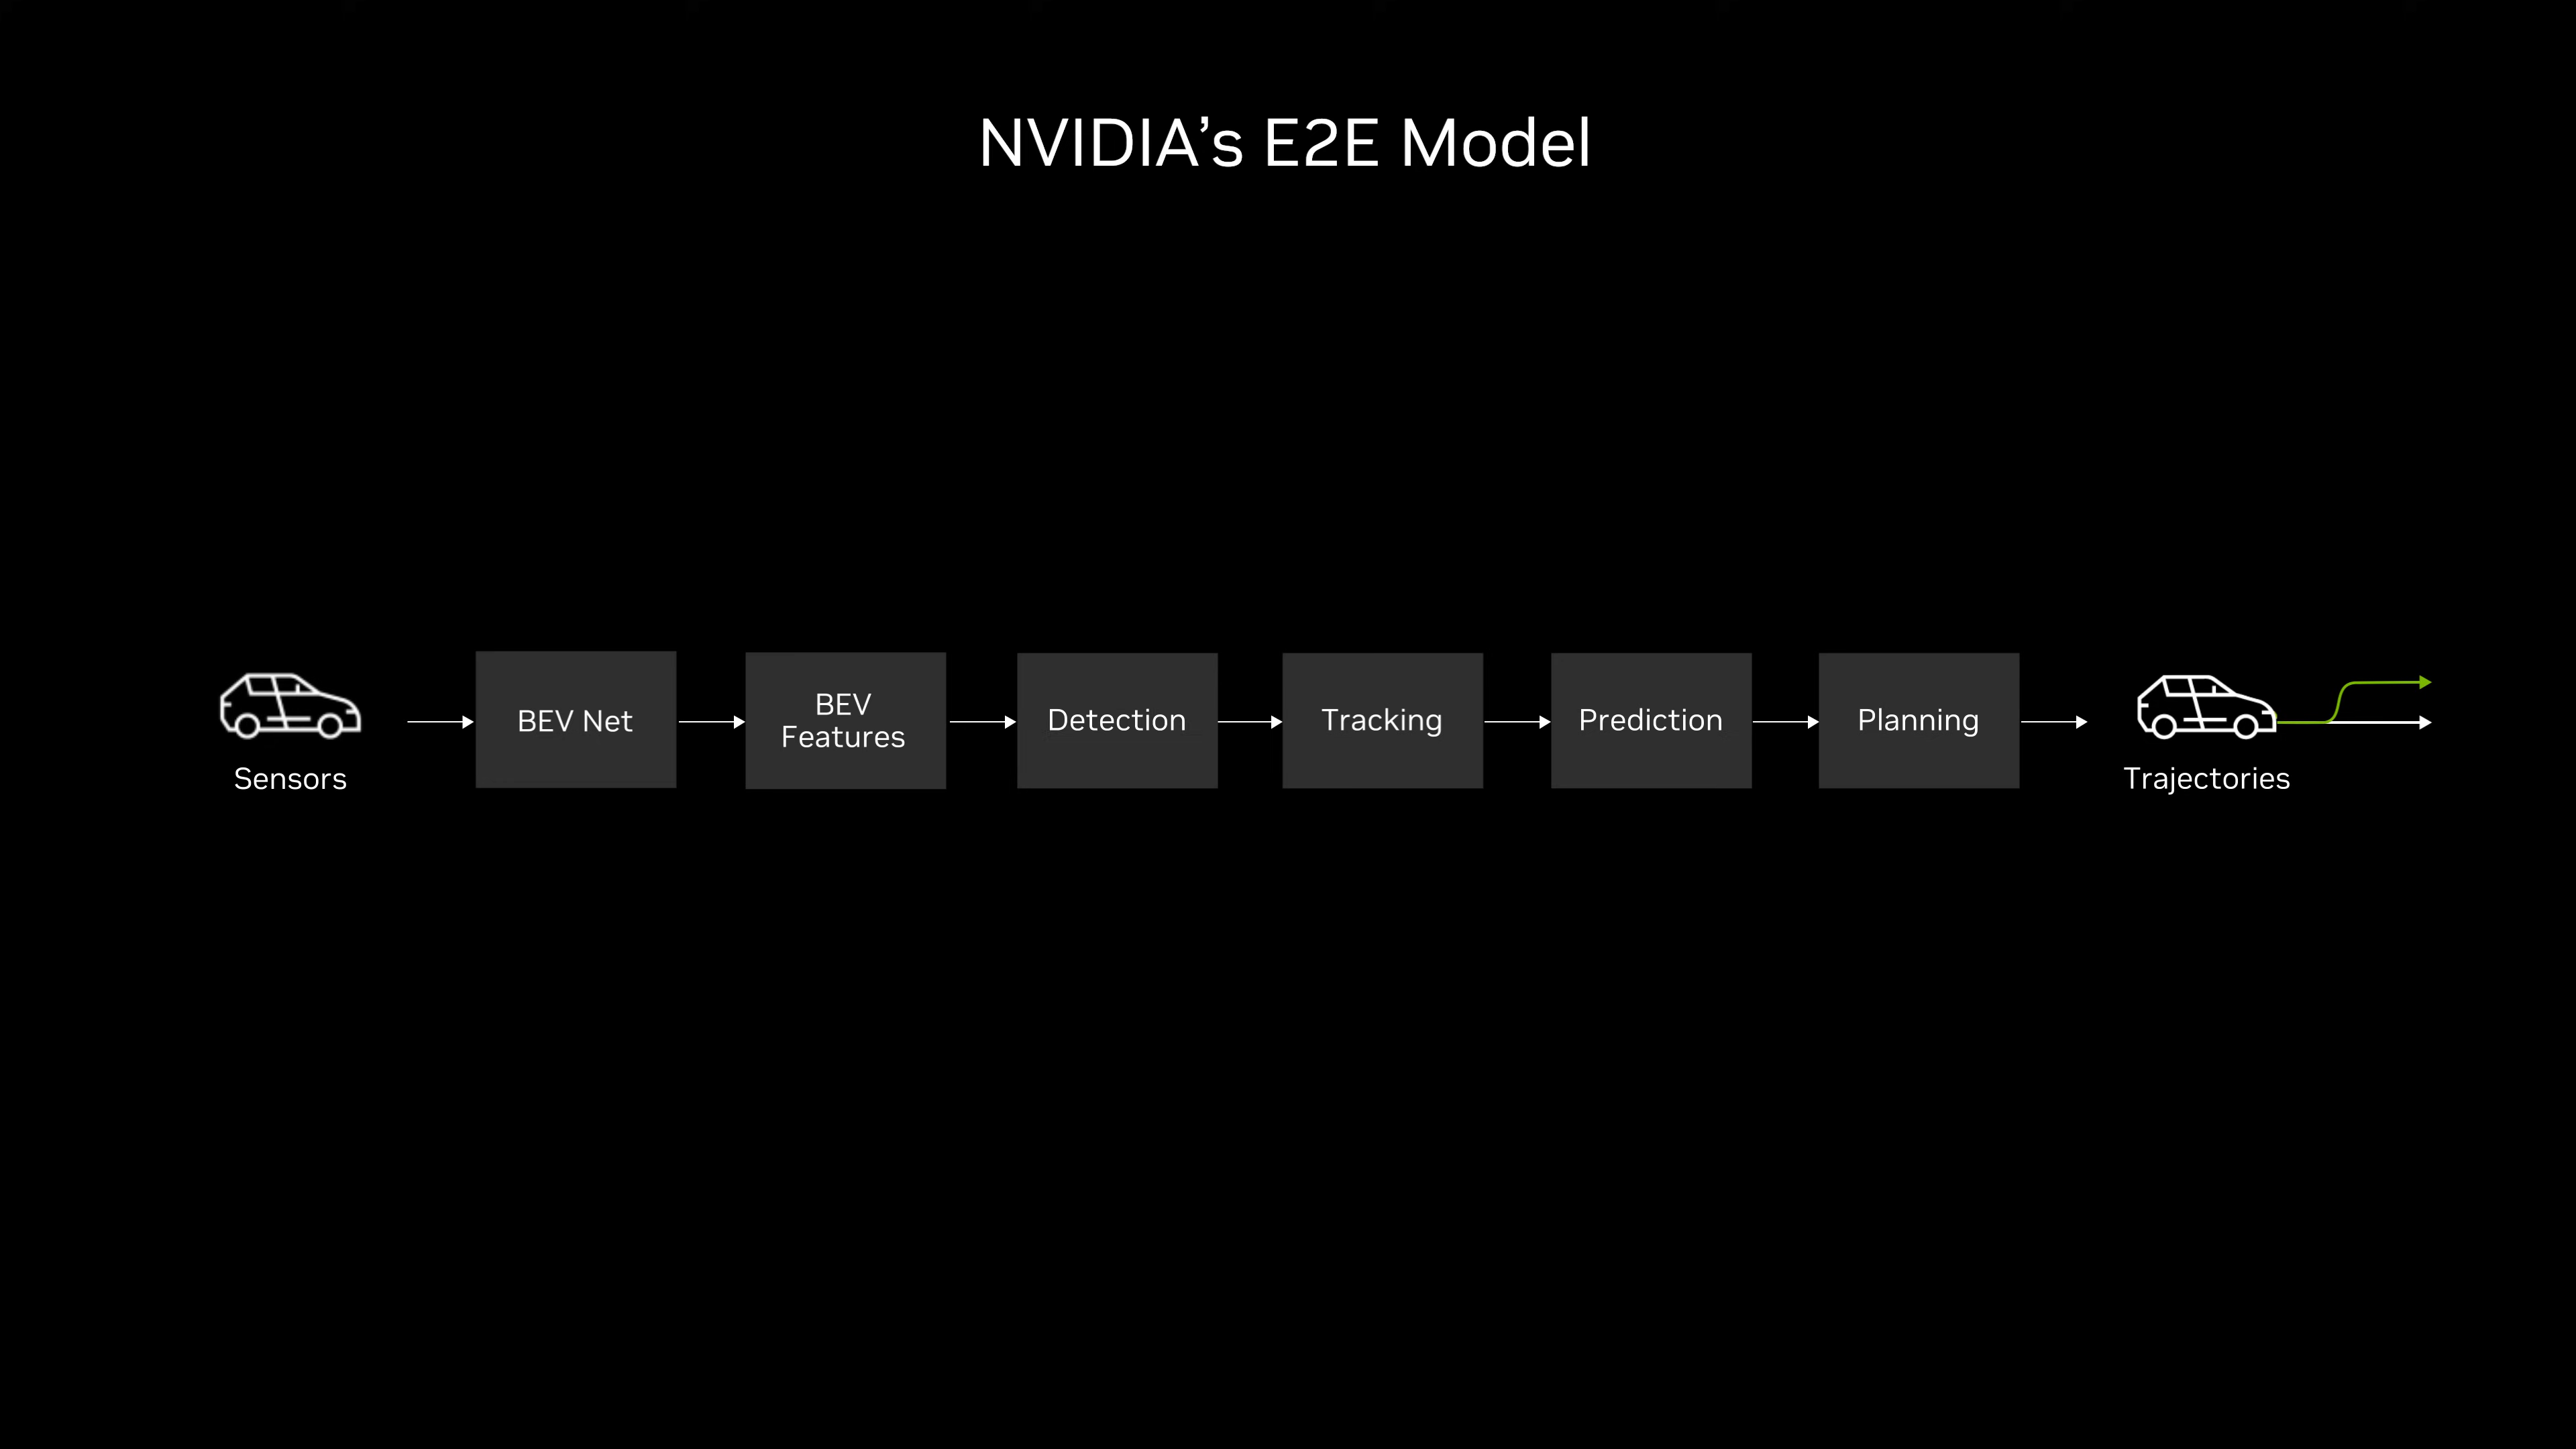 NVIDIA’s E2E Model
Sensors
BEV Net
BEV
Features
Detection
Tracking
Prediction
Planning
Trajectories